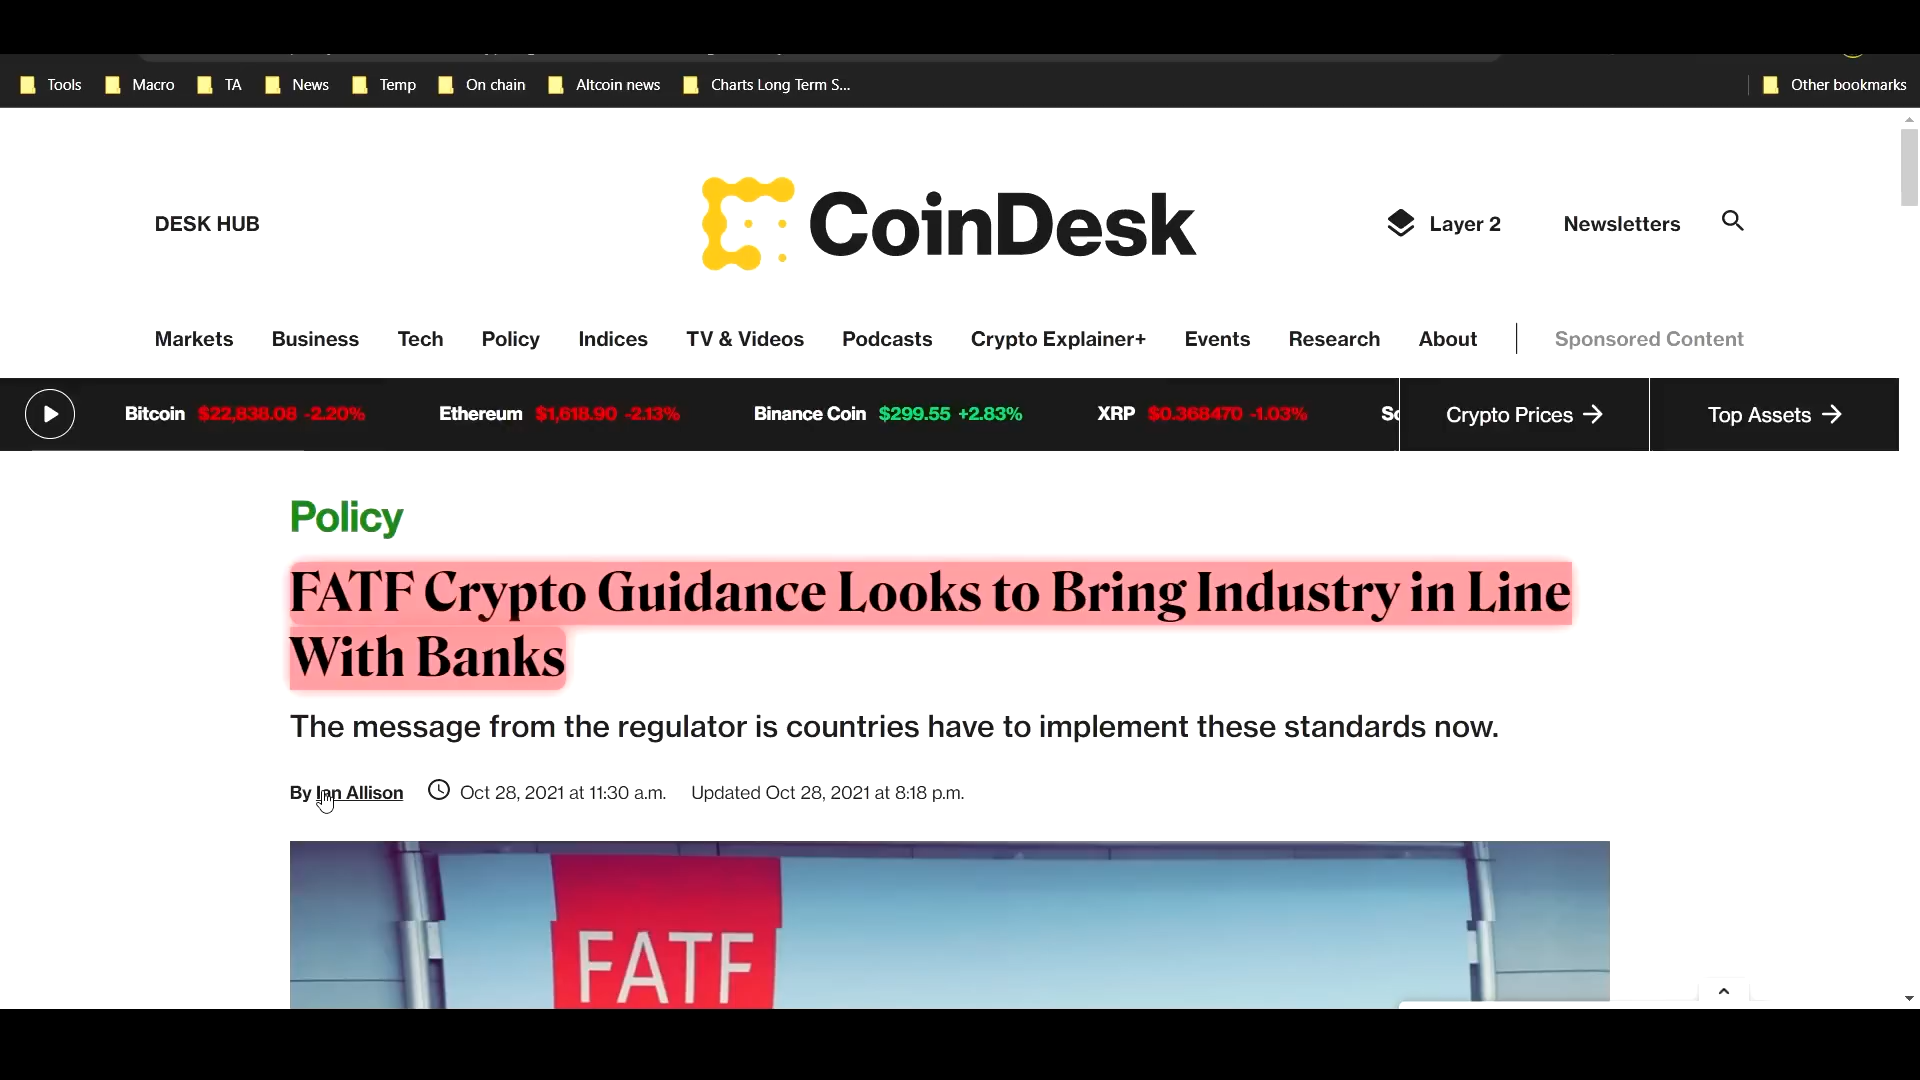 Tools Macro TA News Temp On chain Altcoin news Charts Long Term S... Other bookmarks
DESK HUB CoinDesk Layer 2 Newsletters
Markets Business Tech Policy Indices TV & Videos Podcasts Crypto Explainer+ Events Research About Sponsored Content
Bitcoin $22,838.08 -2.20% Ethereum $1,618.90 -2.13% Binance Coin $299.55 +2.83% XRP $0.368470 -1.03% Crypto Prices → Top Assets →
Policy
FATF Crypto Guidance Looks to Bring Industry in Line
With Banks
The message from the regulator is countries have to implement these standards now.
By Ian Allison Oct 28, 2021 at 11:30 a.m. Updated Oct 28, 2021 at 8:18 p.m.
FATF